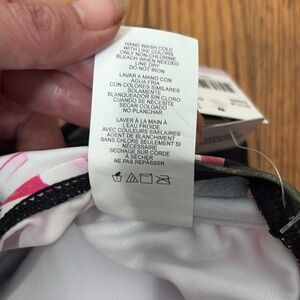 HAND WASH COLD
WITH LIKE COLORS
ONLY NON-CHLORINE
BLEACH WHEN NEEDED
LINE DRY
DO NOT IRON
LAVAR A MANO CON
AGUA FRIA
CON COLORES SIMILARES
SOLAMENTE
BLANQUEADOR SIN CLORO
CUANDO SE NECESITE
SECAR COLGADO
NO PLANCHAR
LAVER À LA MAIN À
L'EAU FROIDE
AVEC COULEURS SIMILAIRES
AGENT DE BLANCHIMENT
SANS CHLORE SEULEMENT SI
NÉCESSAIRE
SECHAGE SUR CORDE
À SÉCHER
NE PAS REPASSER